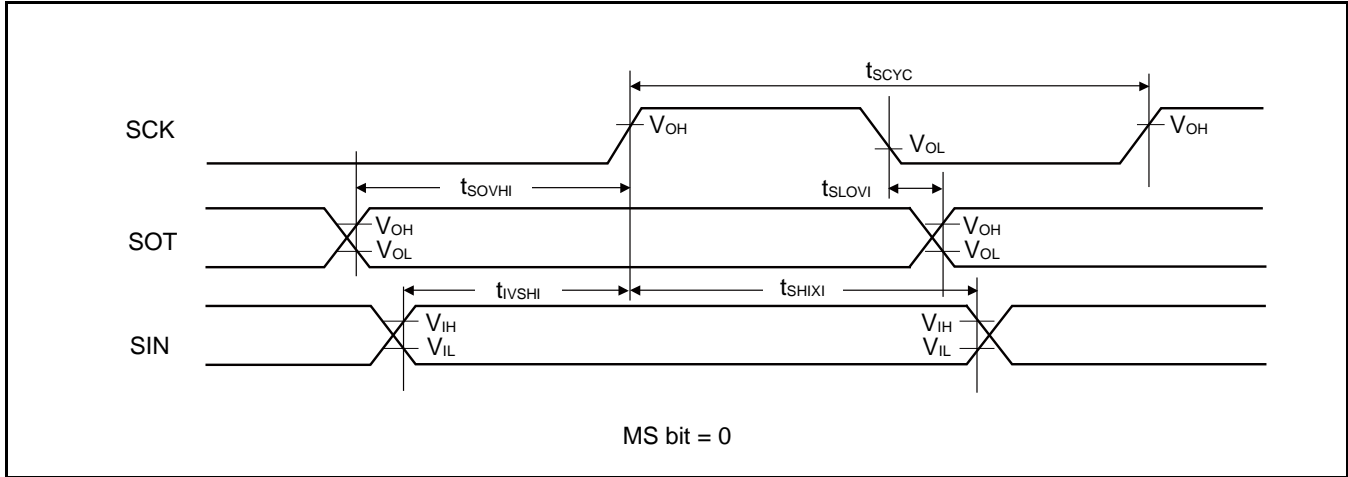 tSCYC
SCK
VOH
VOL
VOH
tSOVHI
tSLOVI
SOT
VOH
VOL
VOH
VOL
tIVSHI
tSHIXI
SIN
VIH
VIL
VIH
VIL
MS bit = 0